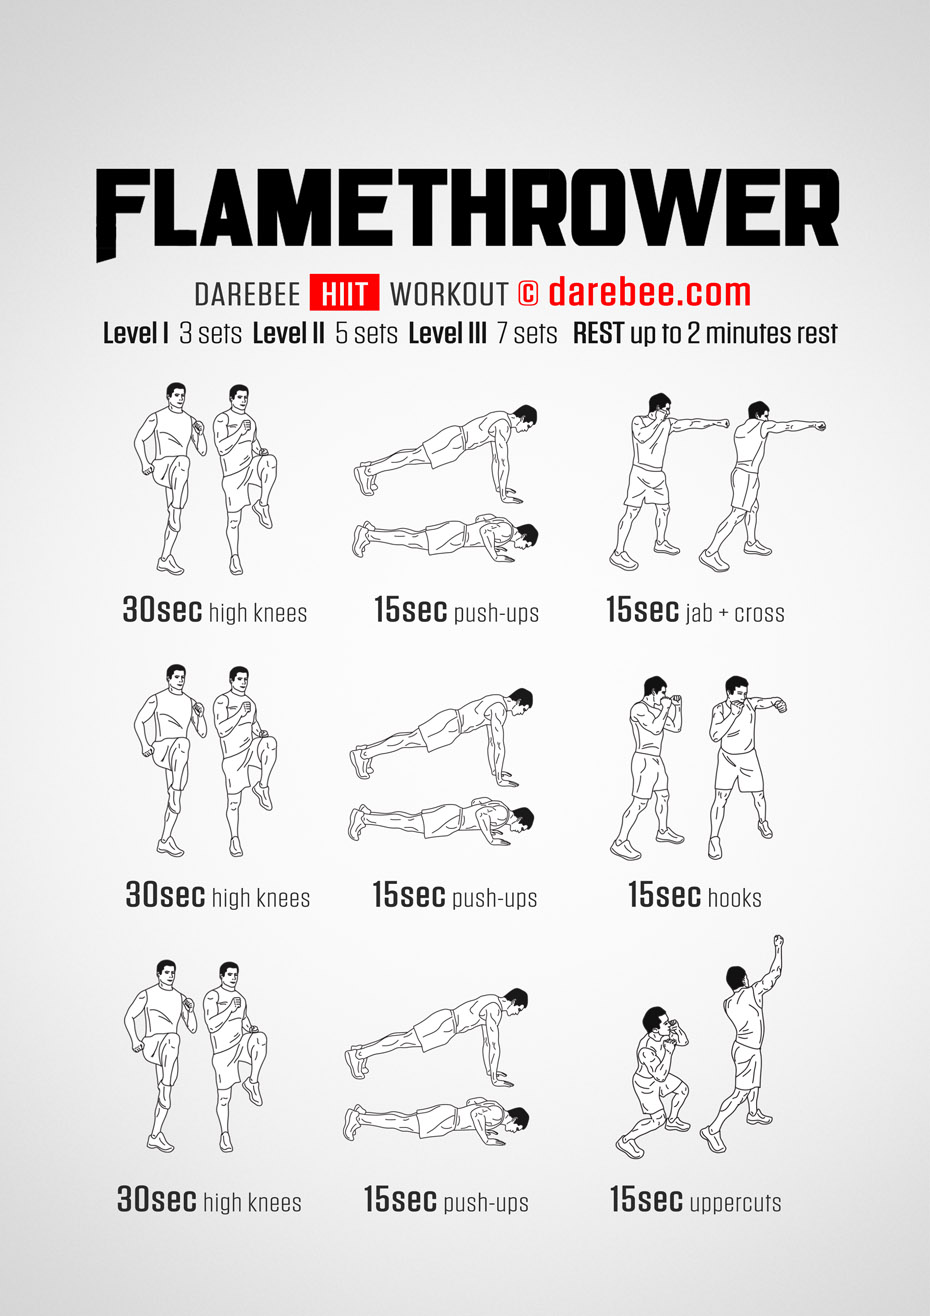 FLAMETHROWER
DAREBEE HIIT WORKOUT © darebee.com
Level I 3 sets Level II 5 sets Level III 7 sets REST up to 2 minutes rest
30sec high knees 15sec push-ups 15sec jab + cross
30sec high knees 15sec push-ups 15sec hooks
30sec high knees 15sec push-ups 15sec uppercuts